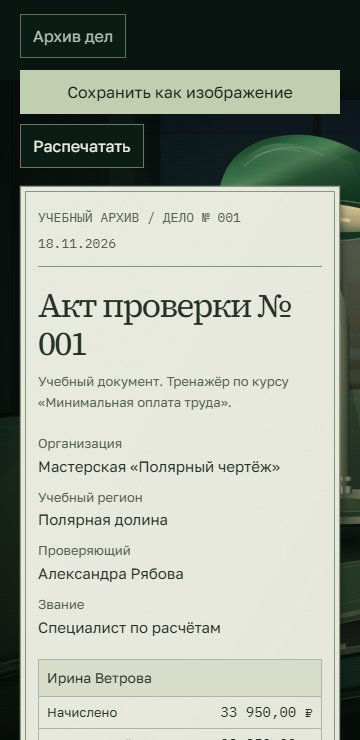 Архив дел
Сохранить как изображение
Распечатать
УЧЕБНЫЙ АРХИВ / ДЕЛО № 001
18.11.2026
Акт проверки №
001
Учебный документ. Тренажёр по курсу
«Минимальная оплата труда».
Организация
Мастерская «Полярный чертёж»
Учебный регион
Полярная долина
Проверяющий
Александра Рябова
Звание
Специалист по расчётам
Ирина Ветрова
Начислено 33 950,00 ₽